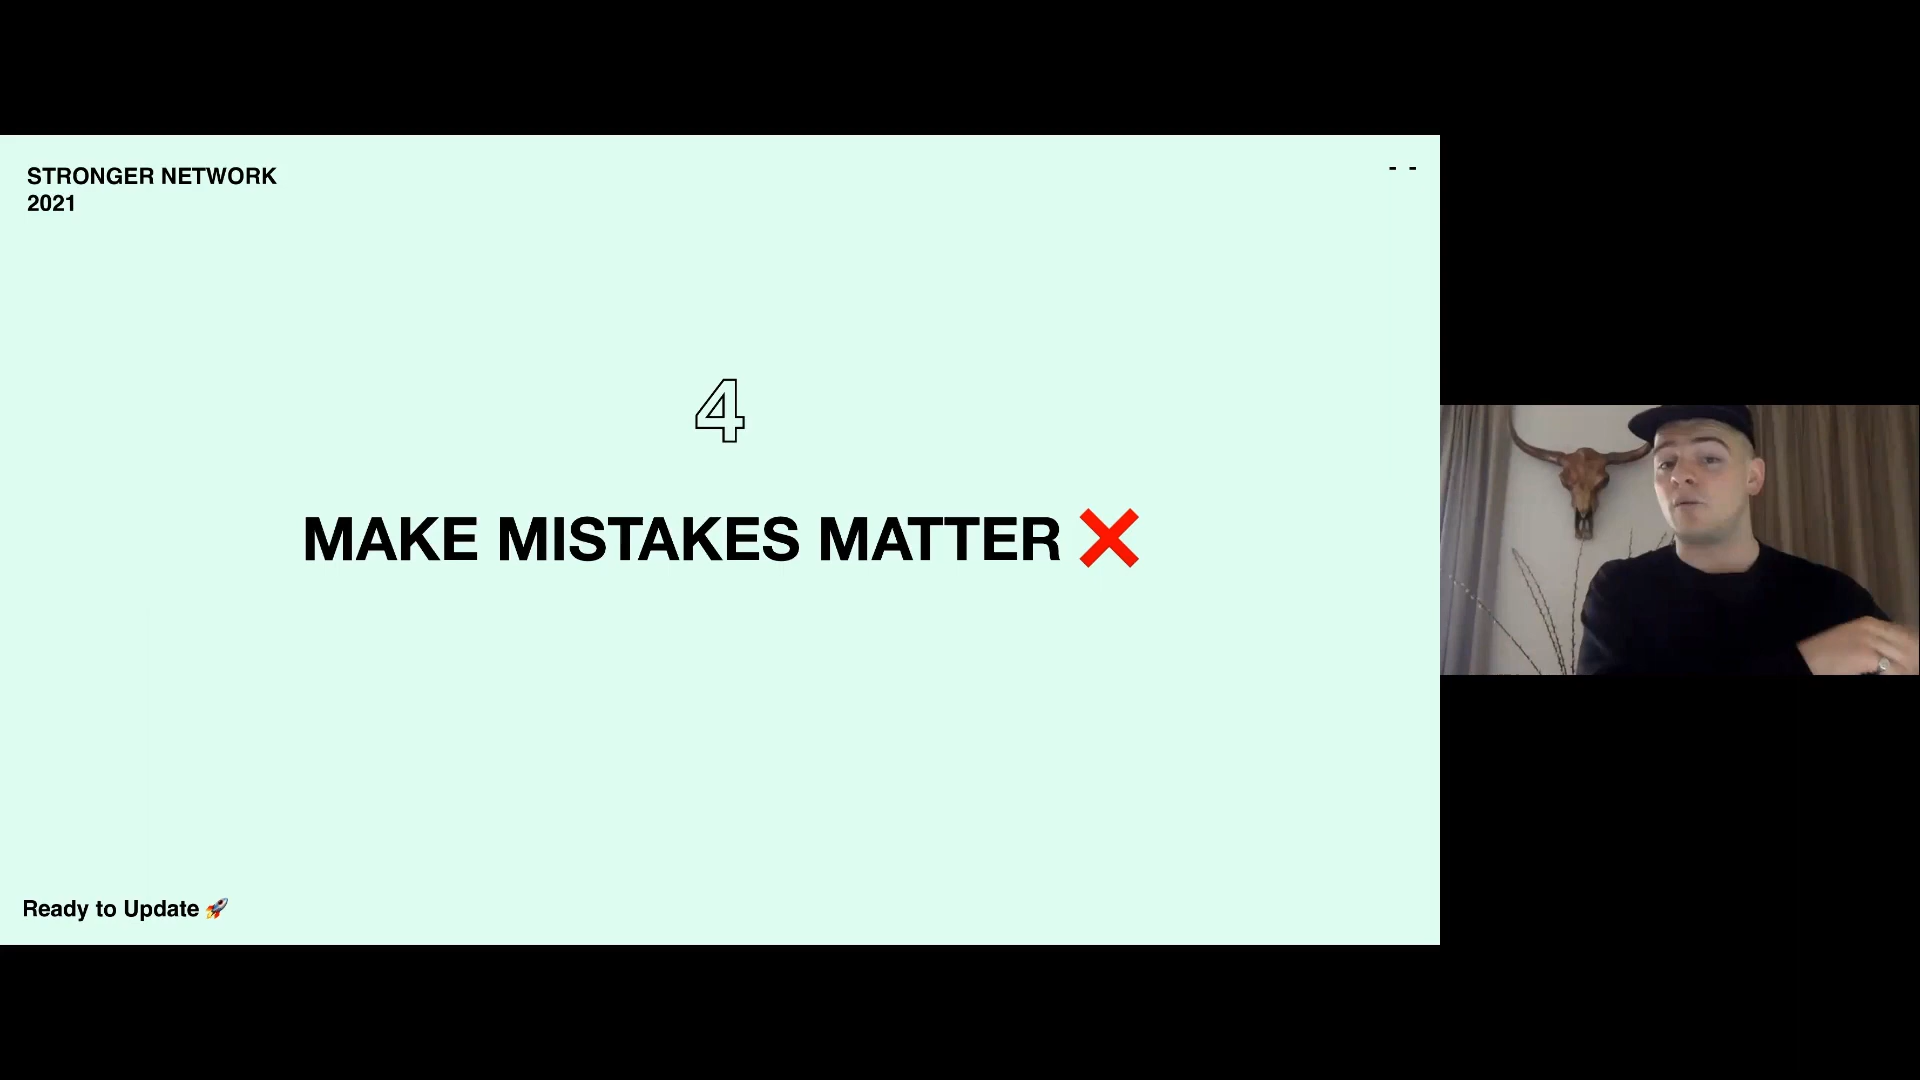 STRONGER NETWORK
2021
- -
4
MAKE MISTAKES MATTER ❌
Ready to Update 🚀